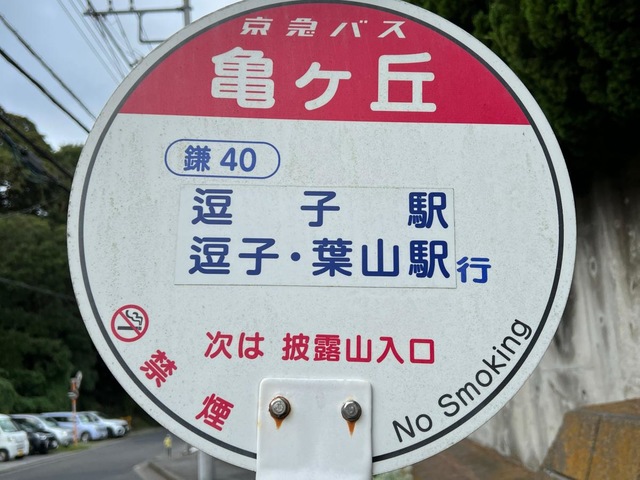 京急バス
亀ヶ丘
鎌40
逗子駅
逗子・葉山駅行
次は 披露山入口
禁煙
No Smoking